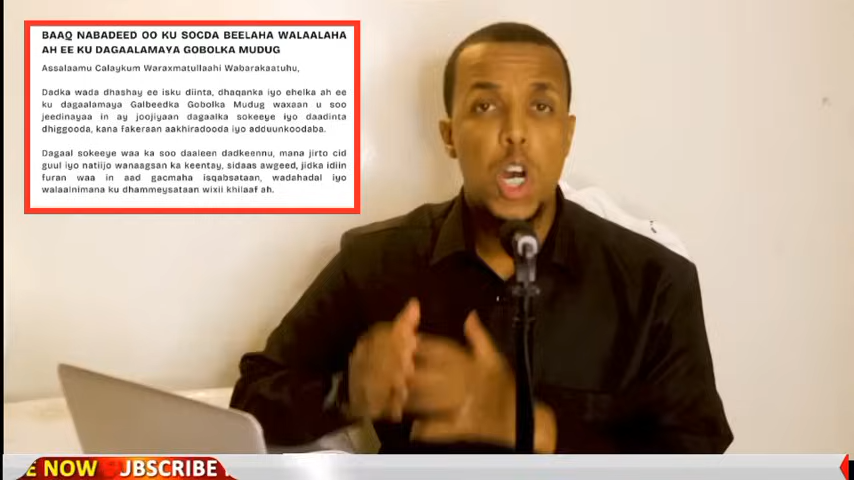 BAAQ NABADEED OO KU SOCDA BEELAHA WALAALAHA
AH EE KU DAGAALAMAYA GOBOLKA MUDUG
Assalaamu Calaykum Waraxmatullaahi Wabarakaatuhu,
Dadka wada dhashay ee isku diinta, dhaqanka iyo ehelka ah ee
ku dagaalamaya Galbeedka Gobolka Mudug waxaan u soo
jeedinayaa in ay joojiyaan dagaalka sokeeye iyo daadinta
dhiggooda, kana fakeraan aakhiradooda iyo adduunkoodaba.
Dagaal sokeeye waa ka soo daaleen dadkeennu, mana jirto cid
guul iyo natiijo wanaagsan ka keentay, sidaas awgeed, jidka idiin
furan waa in aad gacmaha isqabsataan, wadahadal iyo
walaalnimana ku dhammeysataan wixii khilaaf ah.
E NOW UBSCRIBE